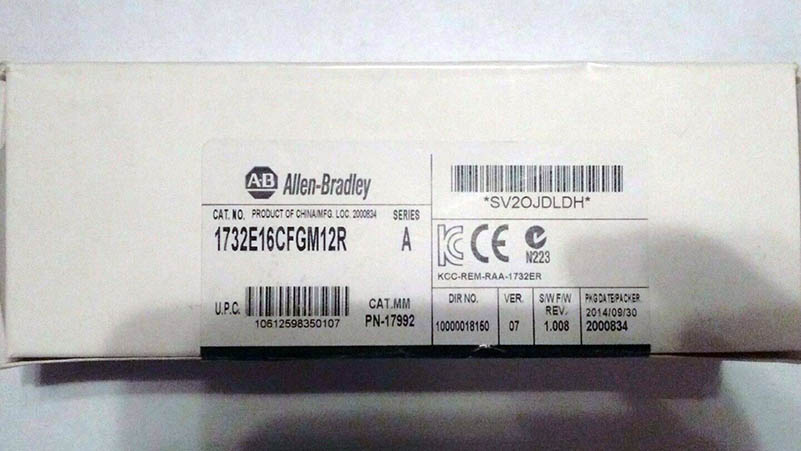 A-B Allen-Bradley
CAT. NO. PRODUCT OF CHINA/MFG. LOC. 2000834 SERIES
1732E16CFGM12R A
U.P.C.
10612598350107
CAT.MM
PN-17992
*SV2OJDLDH*
KC CE N223
KCC-REM-RAA-1732ER
DIR NO. VER. S/W F/W REV. PKG DATE/PACKER
10000018150 07 1.008 2014/09/30
2000834